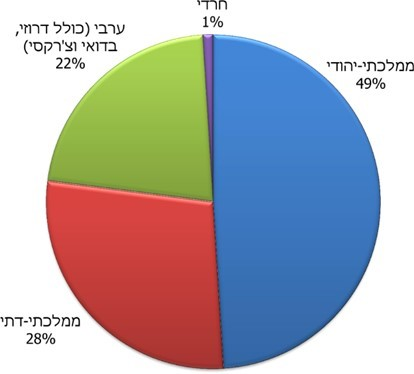 חרדי
1%
ערבי (כולל דרוזי,
בדואי וצ'רקסי)
22%
ממלכתי-יהודי
49%
ממלכתי-דתי
28%